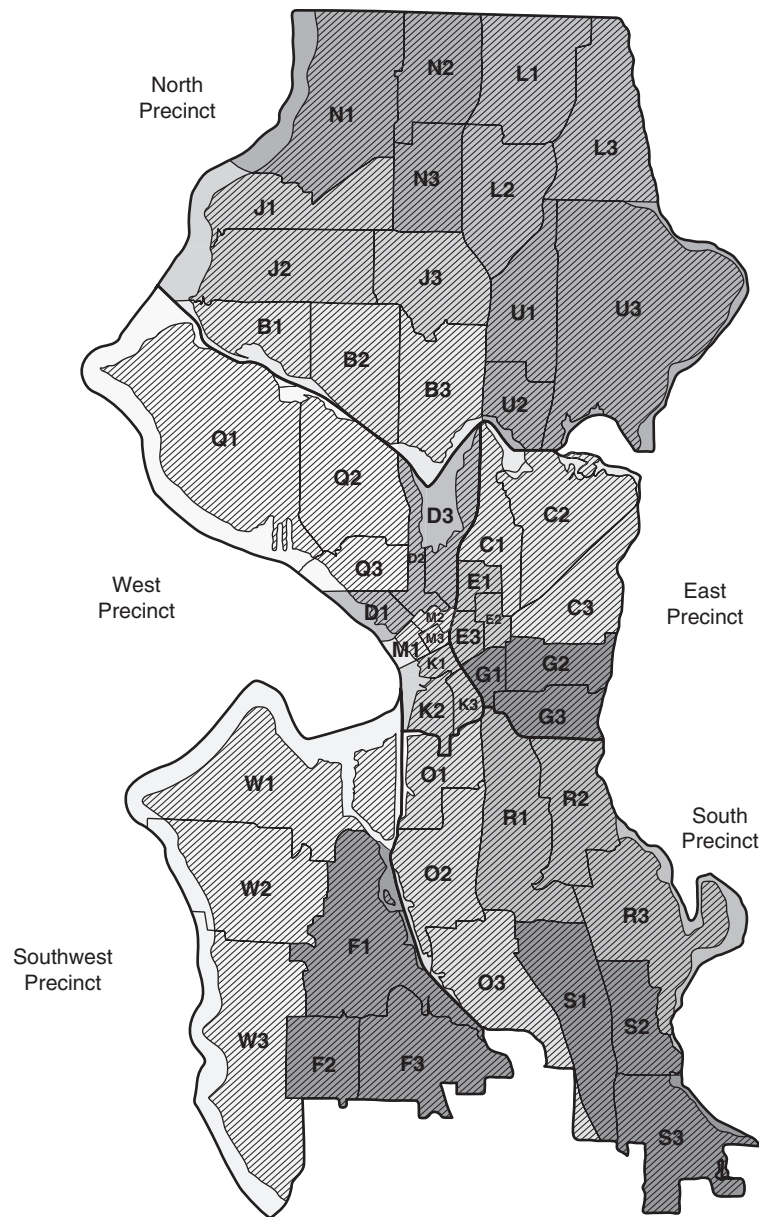 North
Precinct
N1
N2
L1
L3
N3
L2
J1
J2
J3
U1
U3
B1
B2
B3
U2
Q1
Q2
D3
C2
C1
D2
Q3
E1
West
Precinct
D1
M2
E2
C3
East
Precinct
M1
M3
E3
K1
G1
G2
K2
K3
G3
W1
O1
R1
R2
South
Precinct
W2
O2
R3
Southwest
Precinct
F1
O3
S1
S2
W3
F2
F3
S3